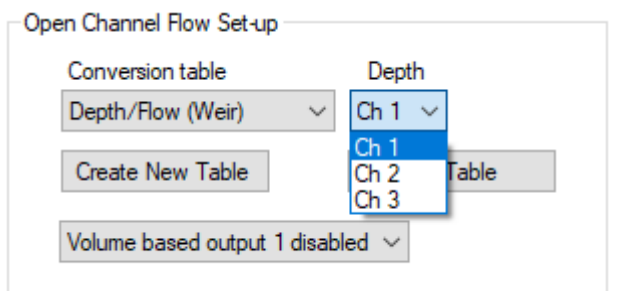 Open Channel Flow Set-up
Conversion table Depth
Depth/Flow (Weir) Ch 1
Ch 1
Create New Table Table
Ch 2
Ch 3
Volume based output 1 disabled